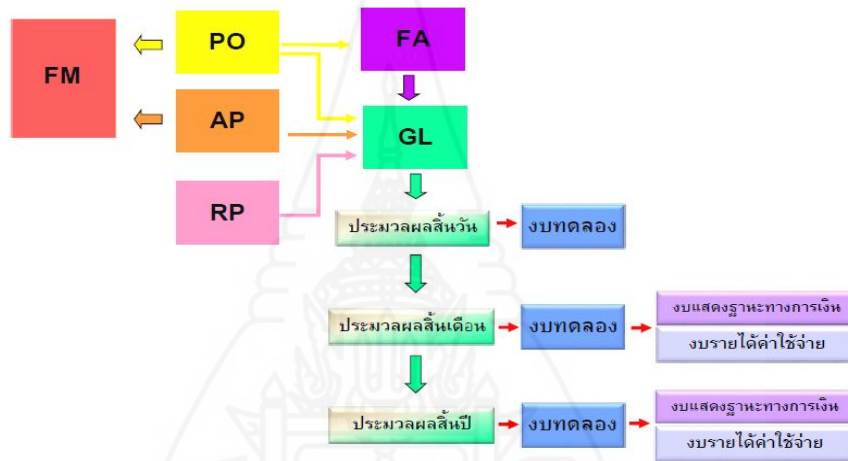 FM
PO
FA
AP
GL
RP
ประมวลผลสิ้นวัน
งบทดลอง
ประมวลผลสิ้นเดือน
งบทดลอง
งบแสดงฐานะทางการเงิน
งบรายได้ค่าใช้จ่าย
ประมวลผลสิ้นปี
งบทดลอง
งบแสดงฐานะทางการเงิน
งบรายได้ค่าใช้จ่าย